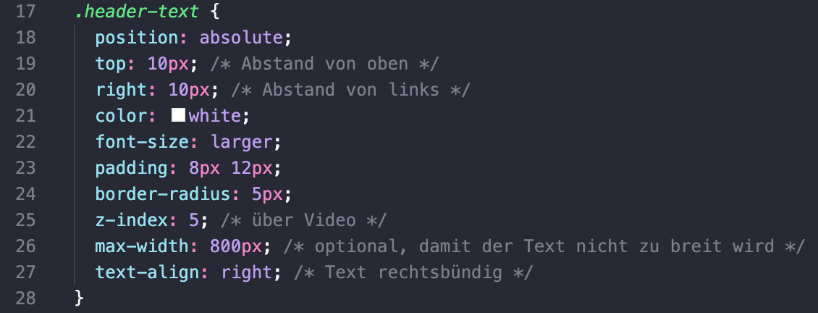 17 .header-text {
18 position: absolute;
19 top: 10px; /* Abstand von oben */
20 right: 10px; /* Abstand von links */
21 color: white;
22 font-size: larger;
23 padding: 8px 12px;
24 border-radius: 5px;
25 z-index: 5; /* über Video */
26 max-width: 800px; /* optional, damit der Text nicht zu breit wird */
27 text-align: right; /* Text rechtsbündig */
28 }